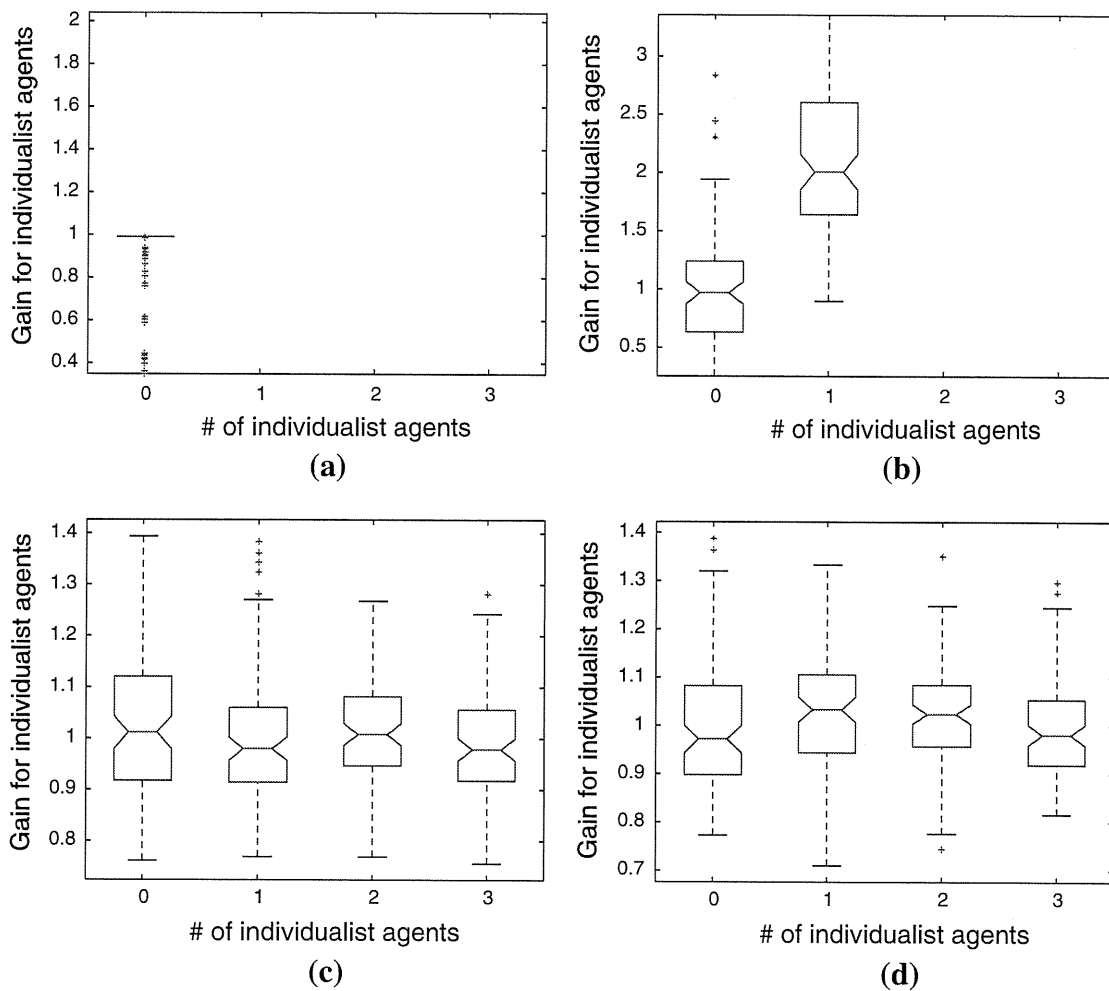 Gain for individualist agents
2
1.8
1.6
1.4
1.2
1
0.8
0.6
0.4
0 1 2 3
# of individualist agents
(a)
Gain for individualist agents
3
2.5
2
1.5
1
0.5
0 1 2 3
# of individualist agents
(b)
Gain for individualist agents
1.4
1.3
1.2
1.1
1
0.9
0.8
0 1 2 3
# of individualist agents
(c)
Gain for individualist agents
1.4
1.3
1.2
1.1
1
0.9
0.8
0.7
0 1 2 3
# of individualist agents
(d)